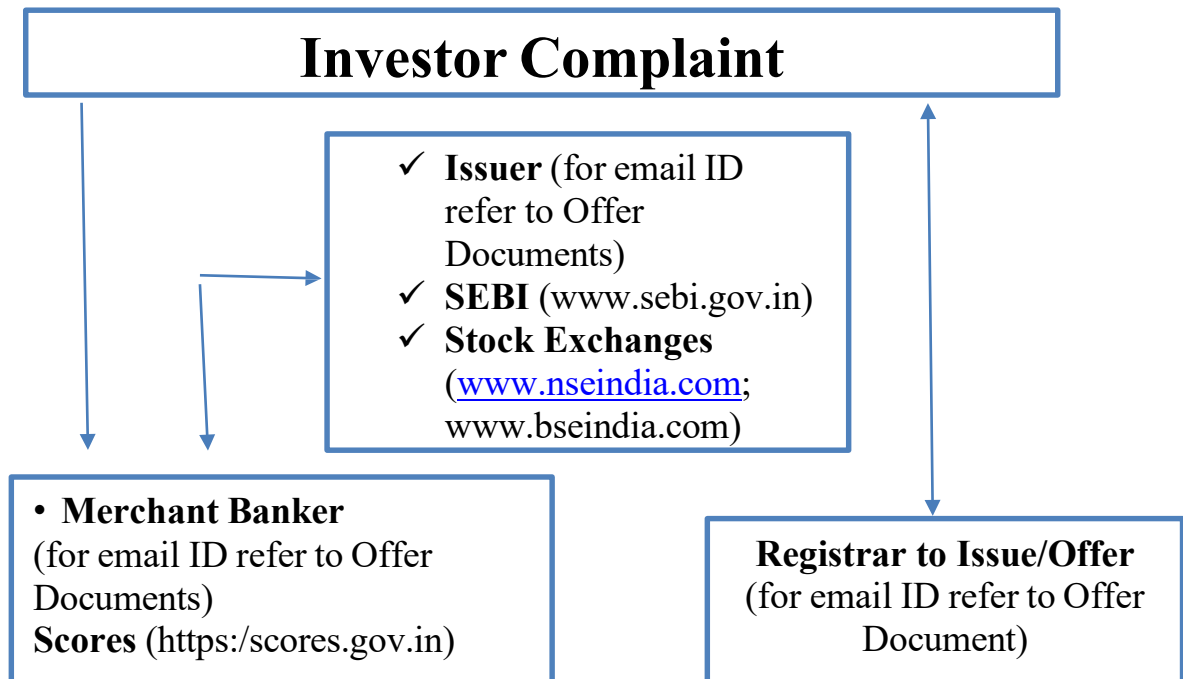 Investor Complaint
✓ Issuer (for email ID
refer to Offer
Documents)
✓ SEBI (www.sebi.gov.in)
✓ Stock Exchanges
(www.nseindia.com;
www.bseindia.com)
• Merchant Banker
(for email ID refer to Offer
Documents)
Scores (https:/scores.gov.in)
Registrar to Issue/Offer
(for email ID refer to Offer
Document)